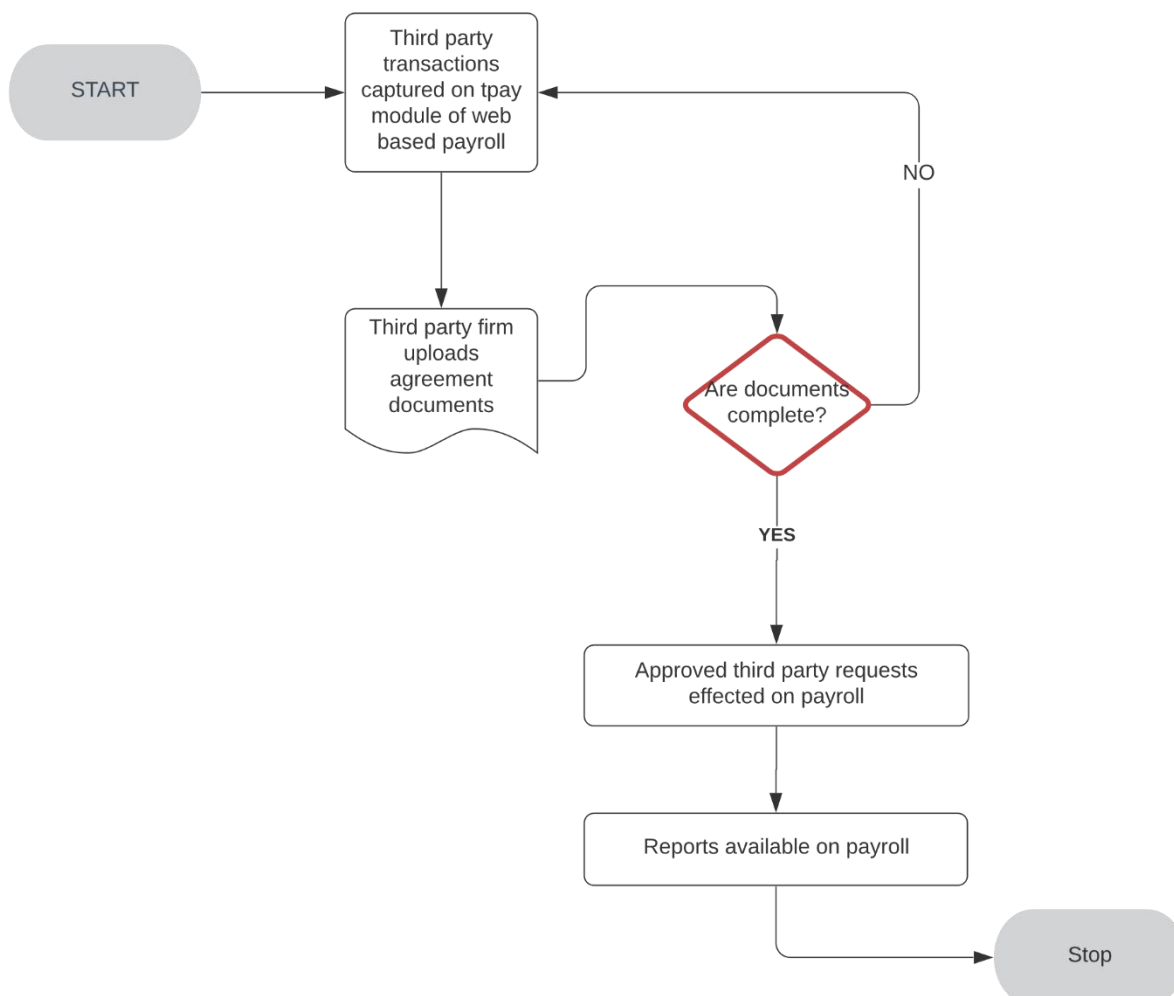 START
Third party
transactions
captured on tpay
module of web
based payroll
NO
Third party firm
uploads
agreement
documents
Are documents
complete?
YES
Approved third party requests
effected on payroll
Reports available on payroll
Stop